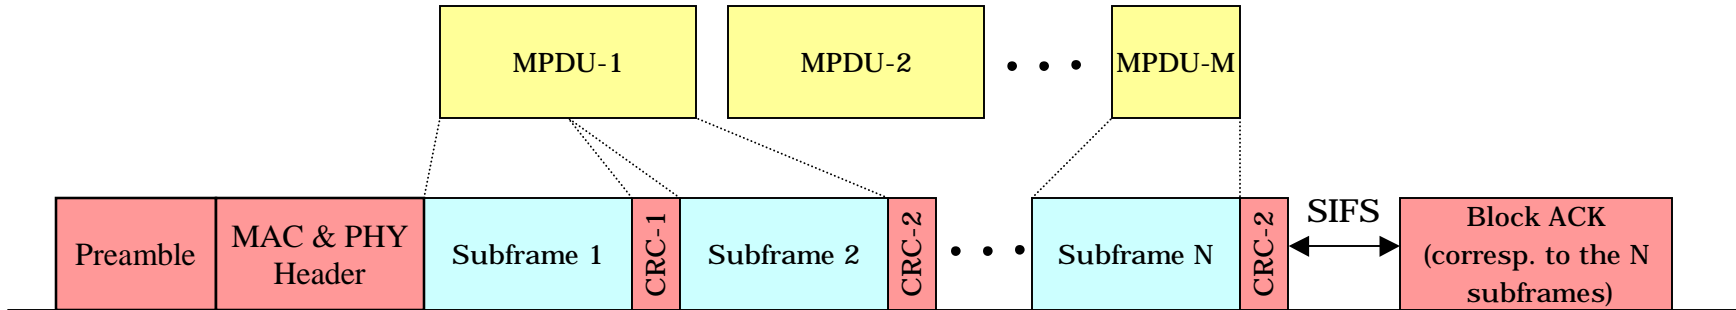 MPDU-1
MPDU-2
• • •
MPDU-M
Preamble
MAC & PHY
Header
Subframe 1
CRC-1
Subframe 2
CRC-2
• • •
Subframe N
CRC-2
SIFS
Block ACK
(corresp. to the N
subframes)